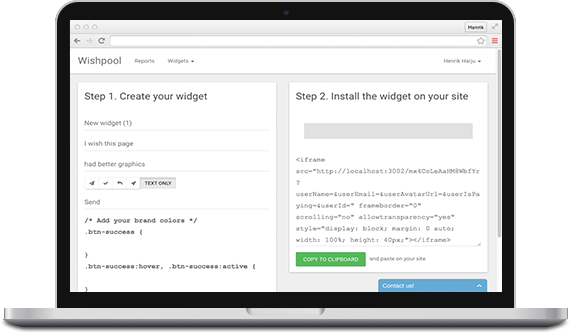 Henrik
Wishpool
Reports
Widgets
Henrik Harju
Step 1. Create your widget
New widget (1)
I wish this page
had better graphics
TEXT ONLY
Send
/* Add your brand colors */
.btn-success {
}
.btn-success:hover, .btn-success:active {
}
Step 2. Install the widget on your site
<iframe
src="http://localhost:3002/mx4CoLeAaHM8WbfYr
?
userName=&userEmail=&userAvatarUrl=&userIsPa
ying=&userId=" frameborder="0"
scrolling="no" allowtransparency="yes"
style="display: block; margin: 0 auto;
width: 100%; height: 40px;"></iframe>
COPY TO CLIPBOARD
and paste on your site
Contact us!